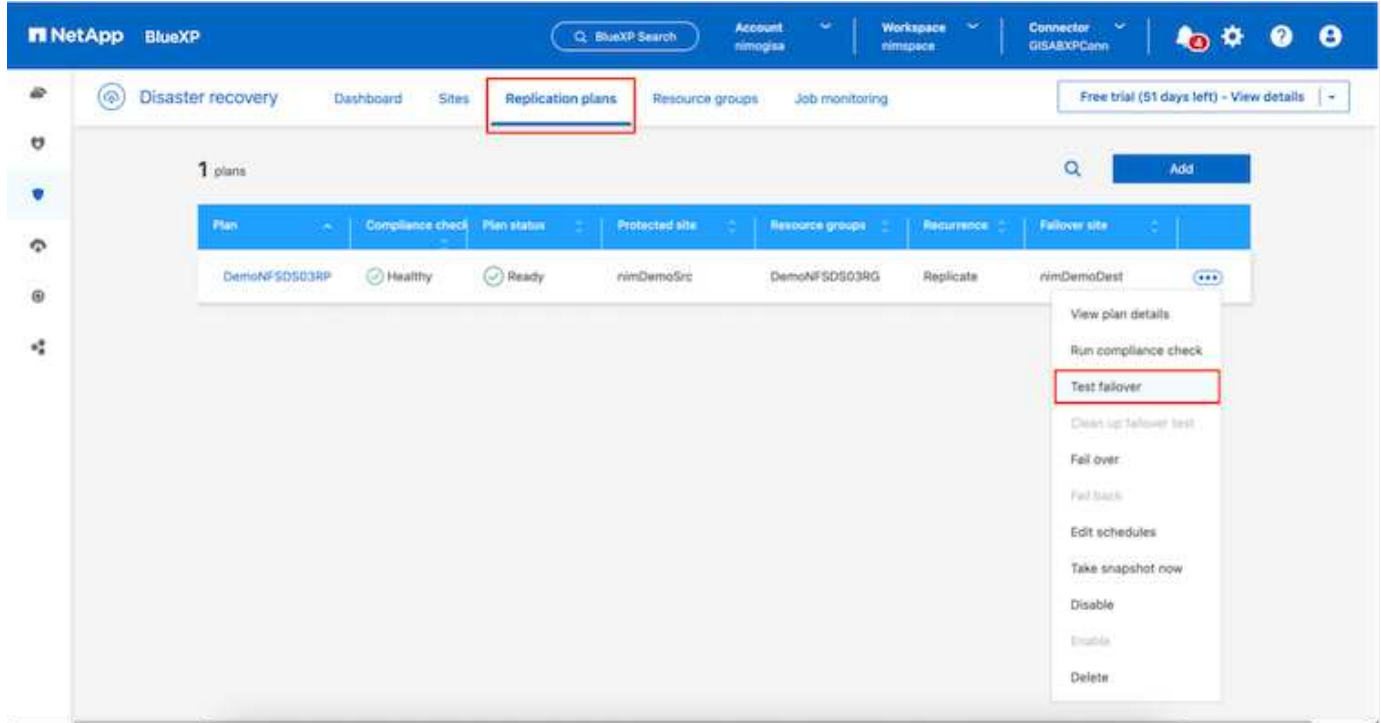 NetApp BlueXP
BlueXP Search
Account
nimogisa
Workspace
nimspace
Connector
GISABXPConn
4
Disaster recovery
Dashboard
Sites
Replication plans
Resource groups
Job monitoring
Free trial (51 days left) - View details
1 plans
Add
Plan
Compliance check
Plan status
Protected site
Resource groups
Recurrence
Failover site
DemoNFSDS03RP
Healthy
Ready
nimDemoSrc
DemoNFSDS03RG
Replicate
nimDemoDest
View plan details
Run compliance check
Test failover
Clean up failover test
Fail over
Fail back
Edit schedules
Take snapshot now
Disable
Enable
Delete